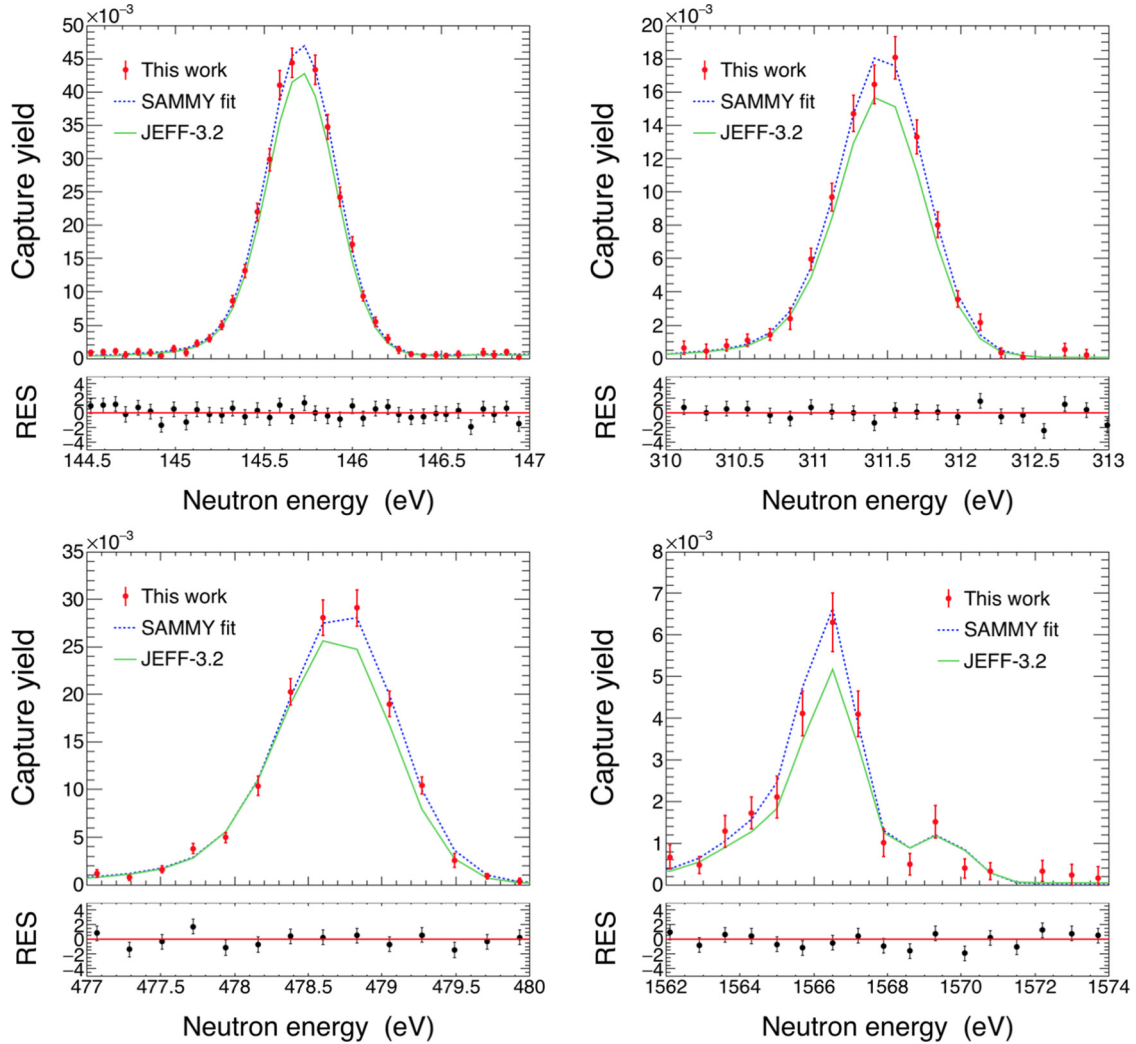 ×10⁻³
50
45
40
35
30
25
20
15
10
5
0
Capture yield
This work
SAMMY fit
JEFF-3.2
4
2
0
−2
−4
RES
144.5 145 145.5 146 146.5 147
Neutron energy (eV)
×10⁻³
20
18
16
14
12
10
8
6
4
2
0
Capture yield
This work
SAMMY fit
JEFF-3.2
4
2
0
−2
−4
RES
310 310.5 311 311.5 312 312.5 313
Neutron energy (eV)
×10⁻³
35
30
25
20
15
10
5
0
Capture yield
This work
SAMMY fit
JEFF-3.2
4
2
0
−2
−4
RES
477 477.5 478 478.5 479 479.5 480
Neutron energy (eV)
×10⁻³
8
7
6
5
4
3
2
1
0
Capture yield
This work
SAMMY fit
JEFF-3.2
4
2
0
−2
−4
RES
1562 1564 1566 1568 1570 1572 1574
Neutron energy (eV)